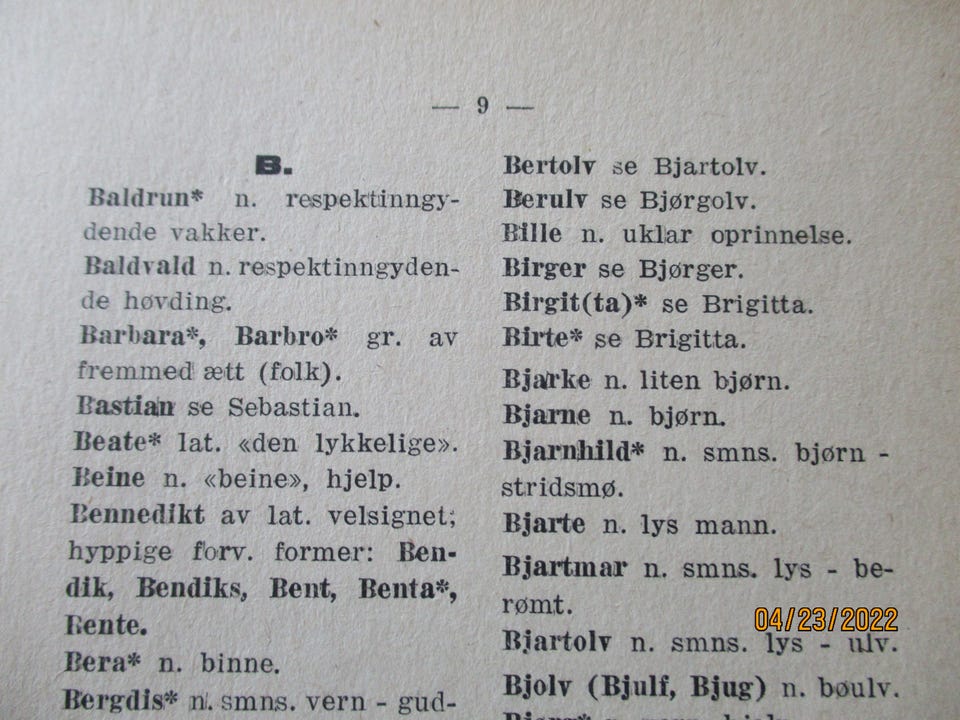 — 9 —
B.
Baldrun* n. respektinngy-
dende vakker.
Baldvald n. respektinngyden-
de høvding.
Barbara*, Barbro* gr. av
fremmed ætt (folk).
Bastian se Sebastian.
Beate* lat. «den lykkelige».
Beine n. «beine», hjelp.
Bennedikt av lat. velsignet;
hyppige forv. former: Ben-
dik, Bendiks, Bent, Benta*,
Bente.
Bera* n. binne.
Bergdis* n. smns. vern - gud-
Bertolv se Bjartolv.
Berulv se Bjørgolv.
Bille n. uklar oprinnelse.
Birger se Bjørger.
Birgit(ta)* se Brigitta.
Birte* se Brigitta.
Bjarke n. liten bjørn.
Bjarne n. bjørn.
Bjarnhild* n. smns. bjørn -
stridsmø.
Bjarte n. lys mann.
Bjartmar n. smns. lys - be-
rømt.
Bjartolv n. smns. lys - ulv.
Bjolv (Bjulf, Bjug) n. bøulv.
04/23/2022